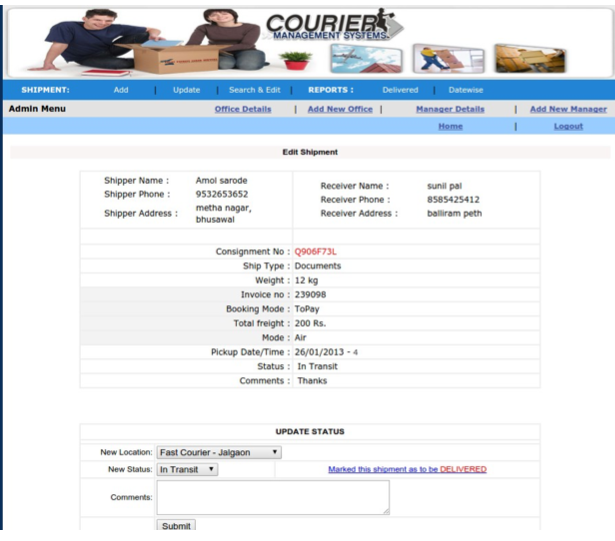 COURIER
MANAGEMENT SYSTEMS
SHIPMENT: Add | Update | Search & Edit | REPORTS : Delivered | Datewise
Admin Menu Office Details | Add New Office | Manager Details | Add New Manager
Home | Logout
Edit Shipment
Shipper Name : Amol sarode
Shipper Phone : 9532653652
Shipper Address : metha nagar,
bhusawal
Receiver Name : sunil pal
Receiver Phone : 8585425412
Receiver Address : balliram peth
Consignment No : Q906F73L
Ship Type : Documents
Weight : 12 kg
Invoice no : 239098
Booking Mode : ToPay
Total freight : 200 Rs.
Mode : Air
Pickup Date/Time : 26/01/2013 - 4
Status : In Transit
Comments : Thanks
UPDATE STATUS
New Location: Fast Courier - Jalgaon
New Status: In Transit Marked this shipment as to be DELIVERED
Comments:
Submit